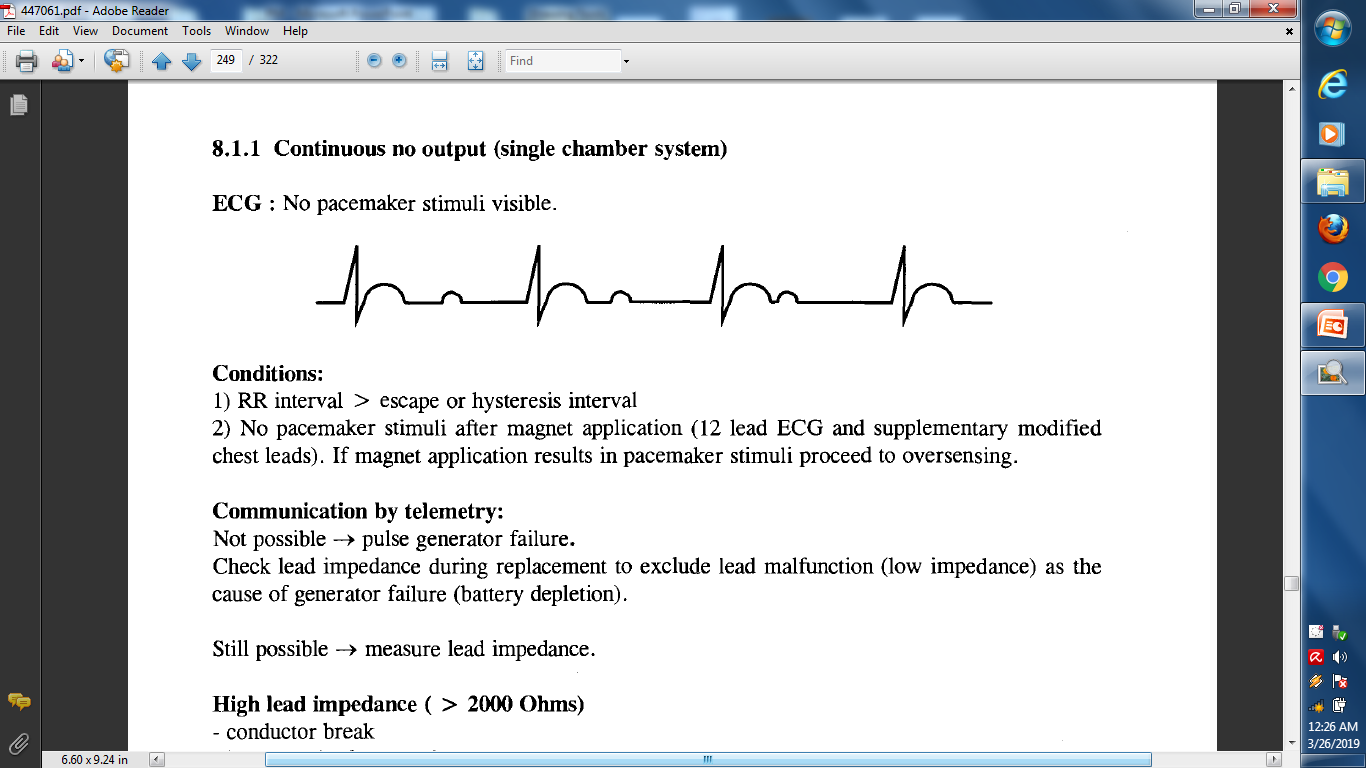 447061.pdf - Adobe Reader
File Edit View Document Tools Window Help
249 / 322
Find
8.1.1 Continuous no output (single chamber system)
ECG : No pacemaker stimuli visible.
Conditions:
1) RR interval > escape or hysteresis interval
2) No pacemaker stimuli after magnet application (12 lead ECG and supplementary modified
chest leads). If magnet application results in pacemaker stimuli proceed to oversensing.
Communication by telemetry:
Not possible → pulse generator failure.
Check lead impedance during replacement to exclude lead malfunction (low impedance) as the
cause of generator failure (battery depletion).
Still possible → measure lead impedance.
High lead impedance ( > 2000 Ohms)
- conductor break
6.60 x 9.24 in
12:26 AM
3/26/2019